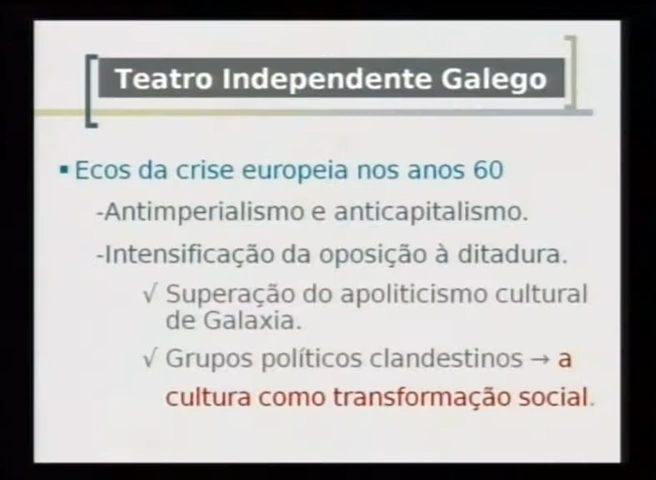 Teatro Independente Galego
▪ Ecos da crise europeia nos anos 60
-Antimperialismo e anticapitalismo.
-Intensificação da oposição à ditadura.
√ Superação do apoliticismo cultural
de Galaxia.
√ Grupos políticos clandestinos → a
cultura como transformação social.